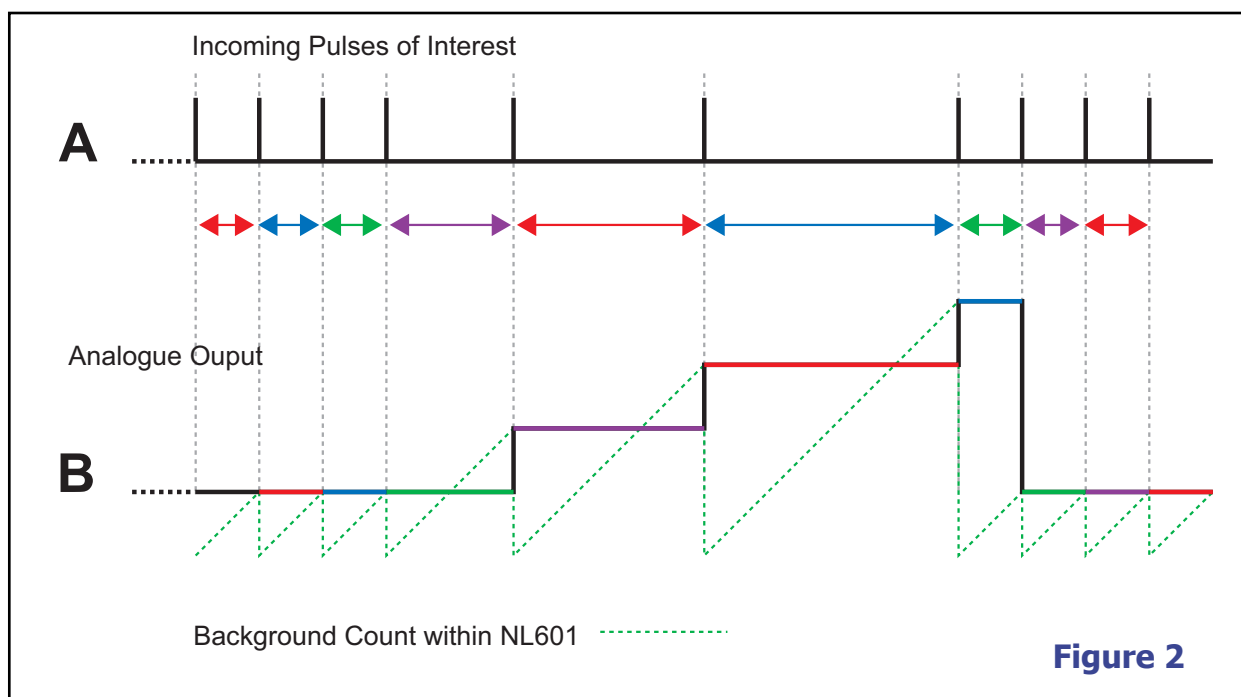 Incoming Pulses of Interest
A
Analogue Ouput
B
Background Count within NL601
Figure 2